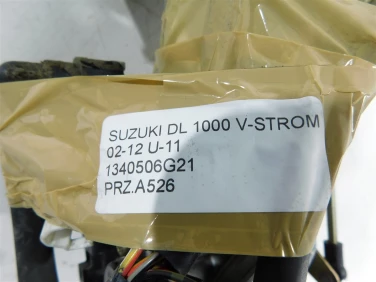 SUZUKI DL 1000 V-STROM
02-12 U-11
1340506G21
PRZ.A526